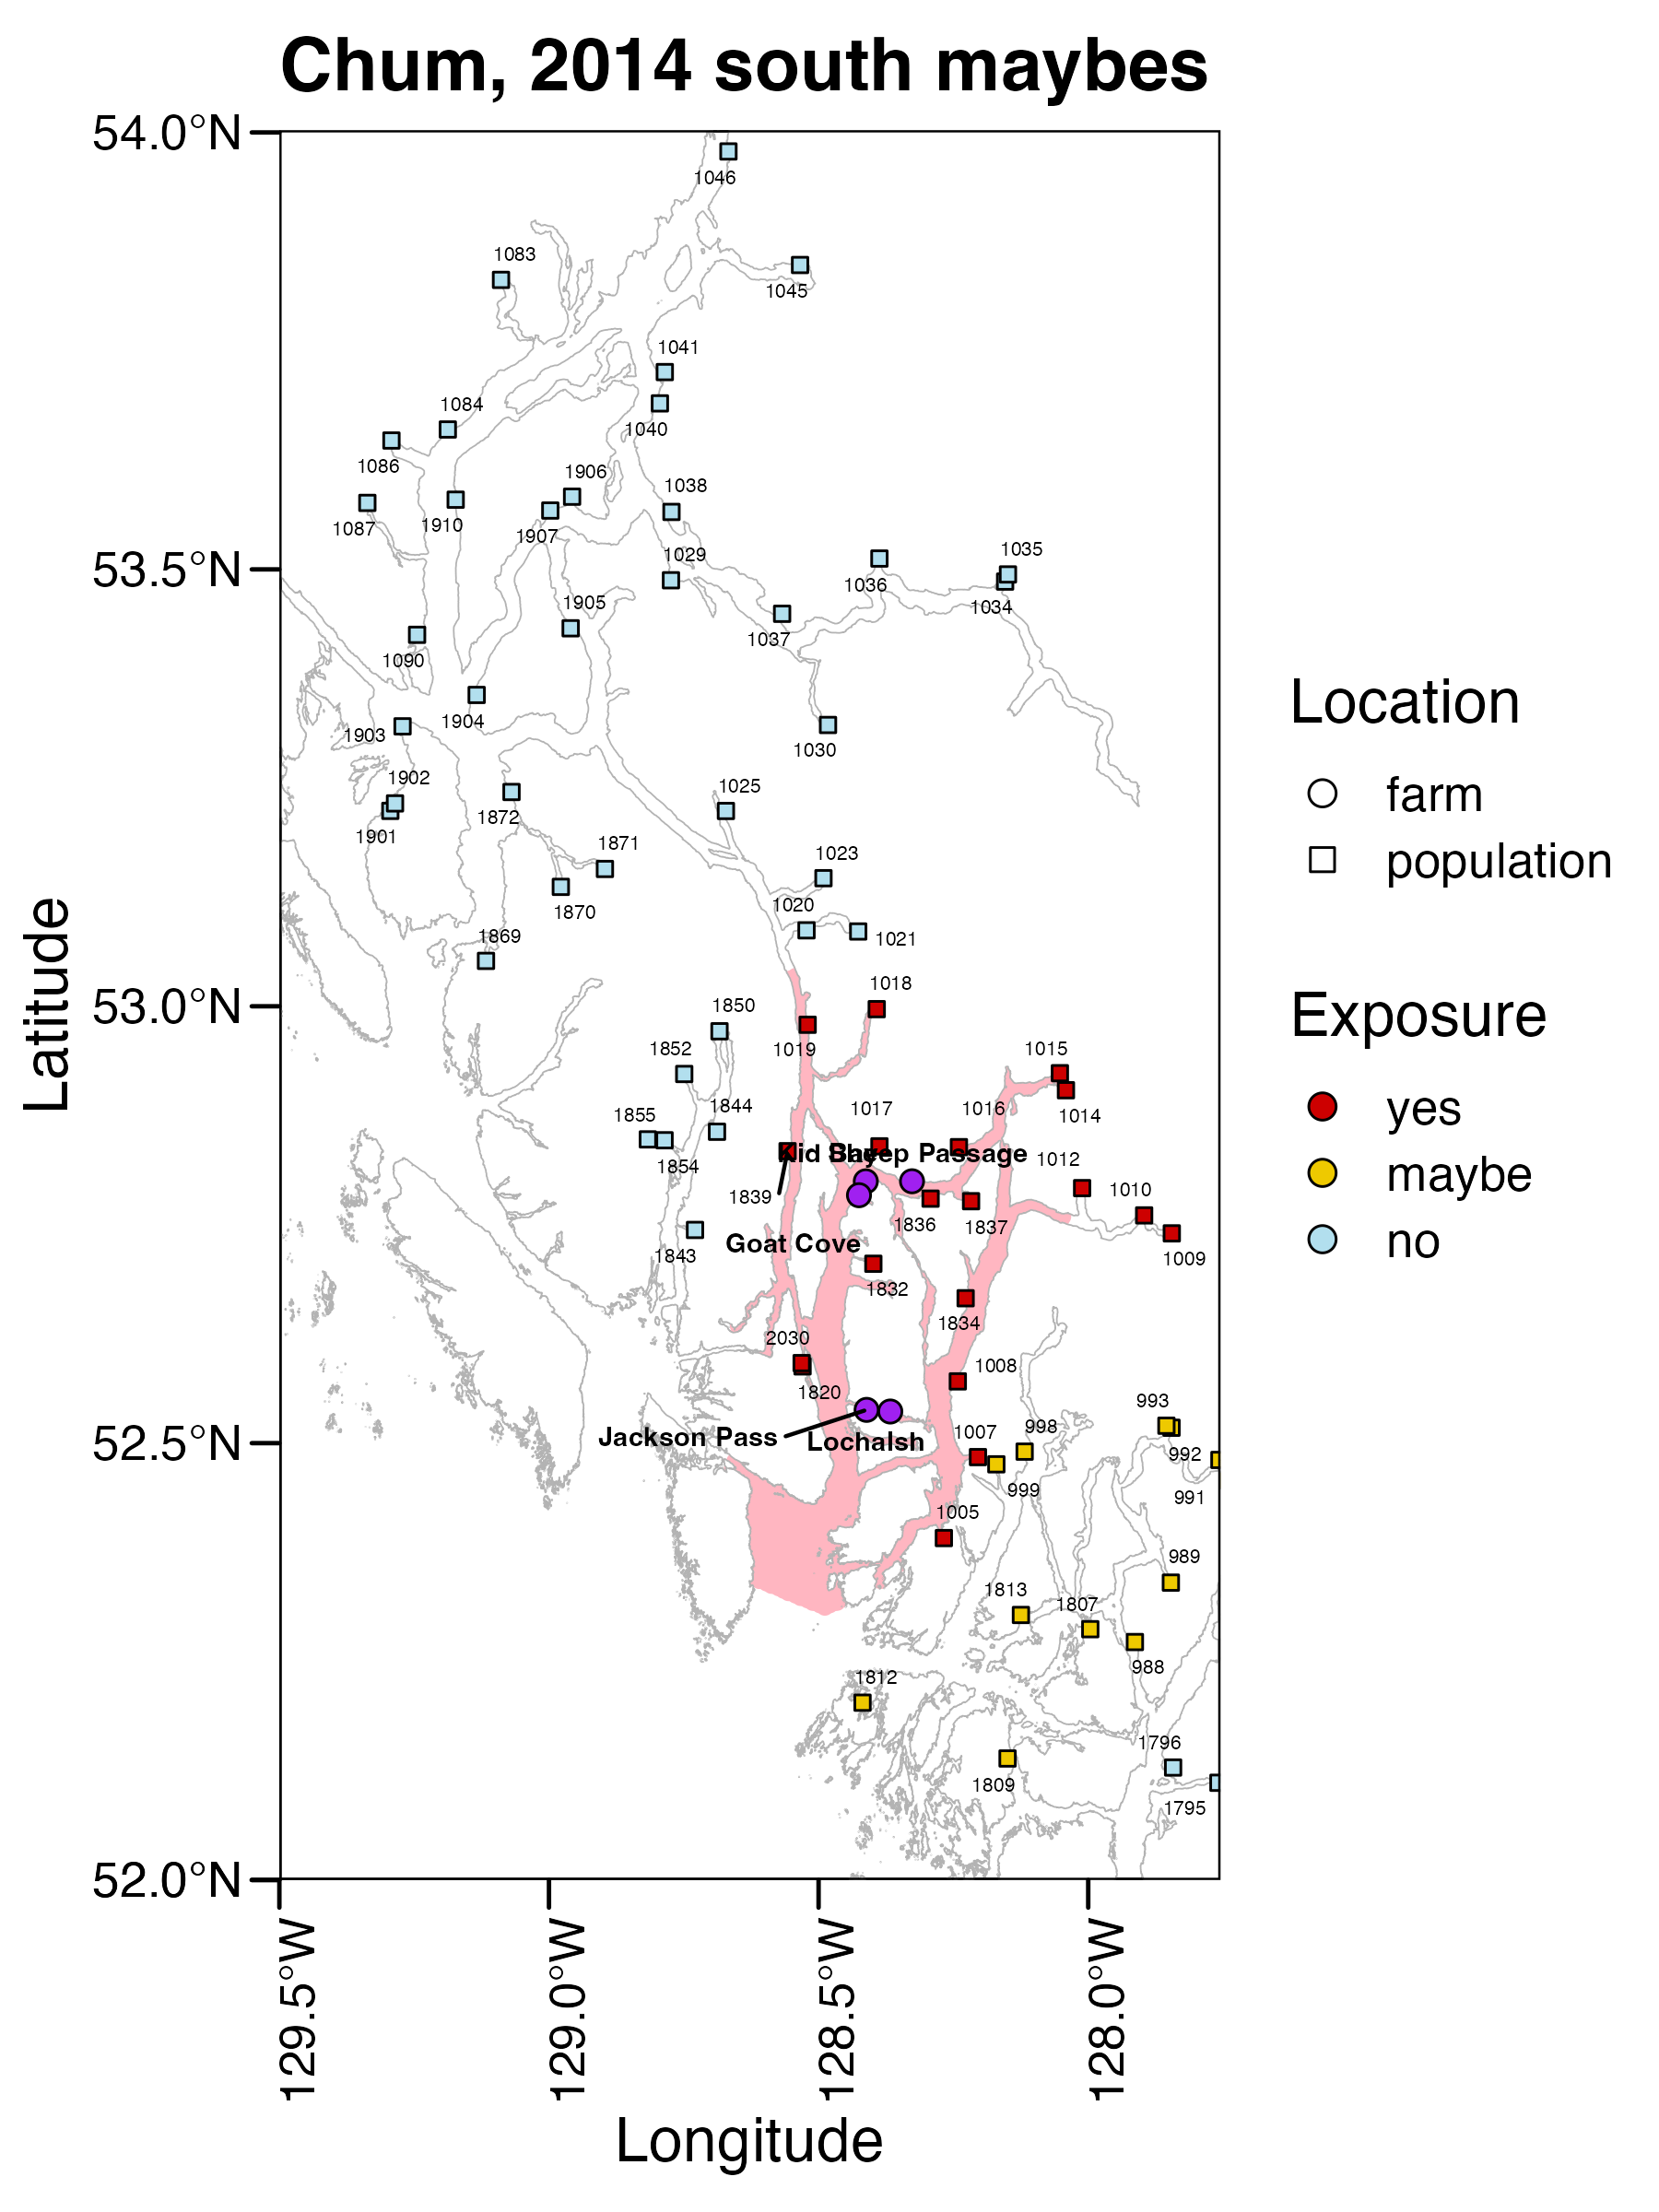 Chum, 2014 south maybes
54.0°N
53.5°N
53.0°N
52.5°N
52.0°N
Latitude
1046
1083
1045
1041
1084
1040
1086
1906
1038
1087
1910
1907
1035
1029
1036
1905
1034
1037
1090
1904
1903
1030
1902
1025
1872
1901
1871
1023
1020
1870
1869
1021
1018
1850
1852
1019
1015
1844
1017
1016
1855
1014
Kid Bay
Sheep Passage
1012
1854
1839
1010
1836
1837
Goat Cove
1843
1009
1832
1834
2030
1008
1820
993
Jackson Pass
Lochalsh
1007
998
992
999
991
1005
989
1813
1807
988
1812
1796
1809
1795
129.5°W
129.0°W
128.5°W
128.0°W
Longitude
Location
farm
population
Exposure
yes
maybe
no